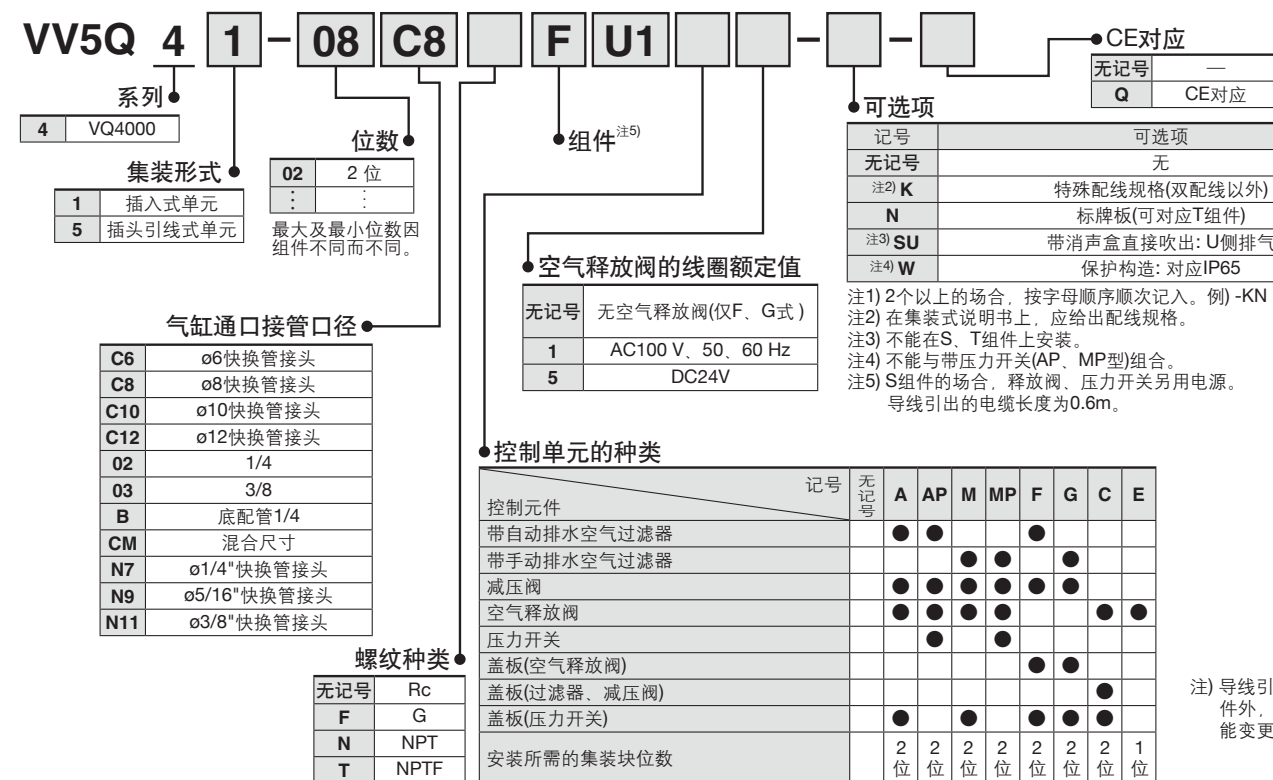 VV5Q 4 1 - 08 C8 F U1 - -
系列
4 VQ4000
集装形式
1 插入式单元
5 插头引线式单元
位数
02 2 位
⋮ ⋮
最大及最小位数因
组件不同而不同。
组件注5)
CE对应
无记号 —
Q CE对应
可选项
记号 可选项
无记号 无
注2) K 特殊配线规格(双配线以外)
N 标牌板(可对应T组件)
注3) SU 带消声盒直接吹出: U侧排气
注4) W 保护构造: 对应IP65
注1) 2个以上的场合，按字母顺序顺次记入。例) -KN
注2) 在集装式说明书上，应给出配线规格。
注3) 不能在S、T组件上安装。
注4) 不能与带压力开关(AP、MP型)组合。
注5) S组件的场合，释放阀、压力开关另用电源。
导线引出的电缆长度为0.6m。
空气释放阀的线圈额定值
无记号 无空气释放阀(仅F、G式 )
1 AC100 V、50、60 Hz
5 DC24V
气缸通口接管口径
C6 ø6快换管接头
C8 ø8快换管接头
C10 ø10快换管接头
C12 ø12快换管接头
02 1/4
03 3/8
B 底配管1/4
CM 混合尺寸
N7 ø1/4"快换管接头
N9 ø5/16"快换管接头
N11 ø3/8"快换管接头
螺纹种类
无记号 Rc
F G
N NPT
T NPTF
控制单元的种类
控制元件 记号 无记号 A AP M MP F G C E
带自动排水空气过滤器 ● ● ●
带手动排水空气过滤器 ● ● ●
减压阀 ● ● ● ● ● ●
空气释放阀 ● ● ● ● ● ●
压力开关 ● ●
盖板(空气释放阀) ● ●
盖板(过滤器、减压阀) ●
盖板(压力开关) ● ● ● ● ●
安装所需的集装块位数 2位 2位 2位 2位 2位 2位 2位 1位
注) 导线引
件外，
能变更